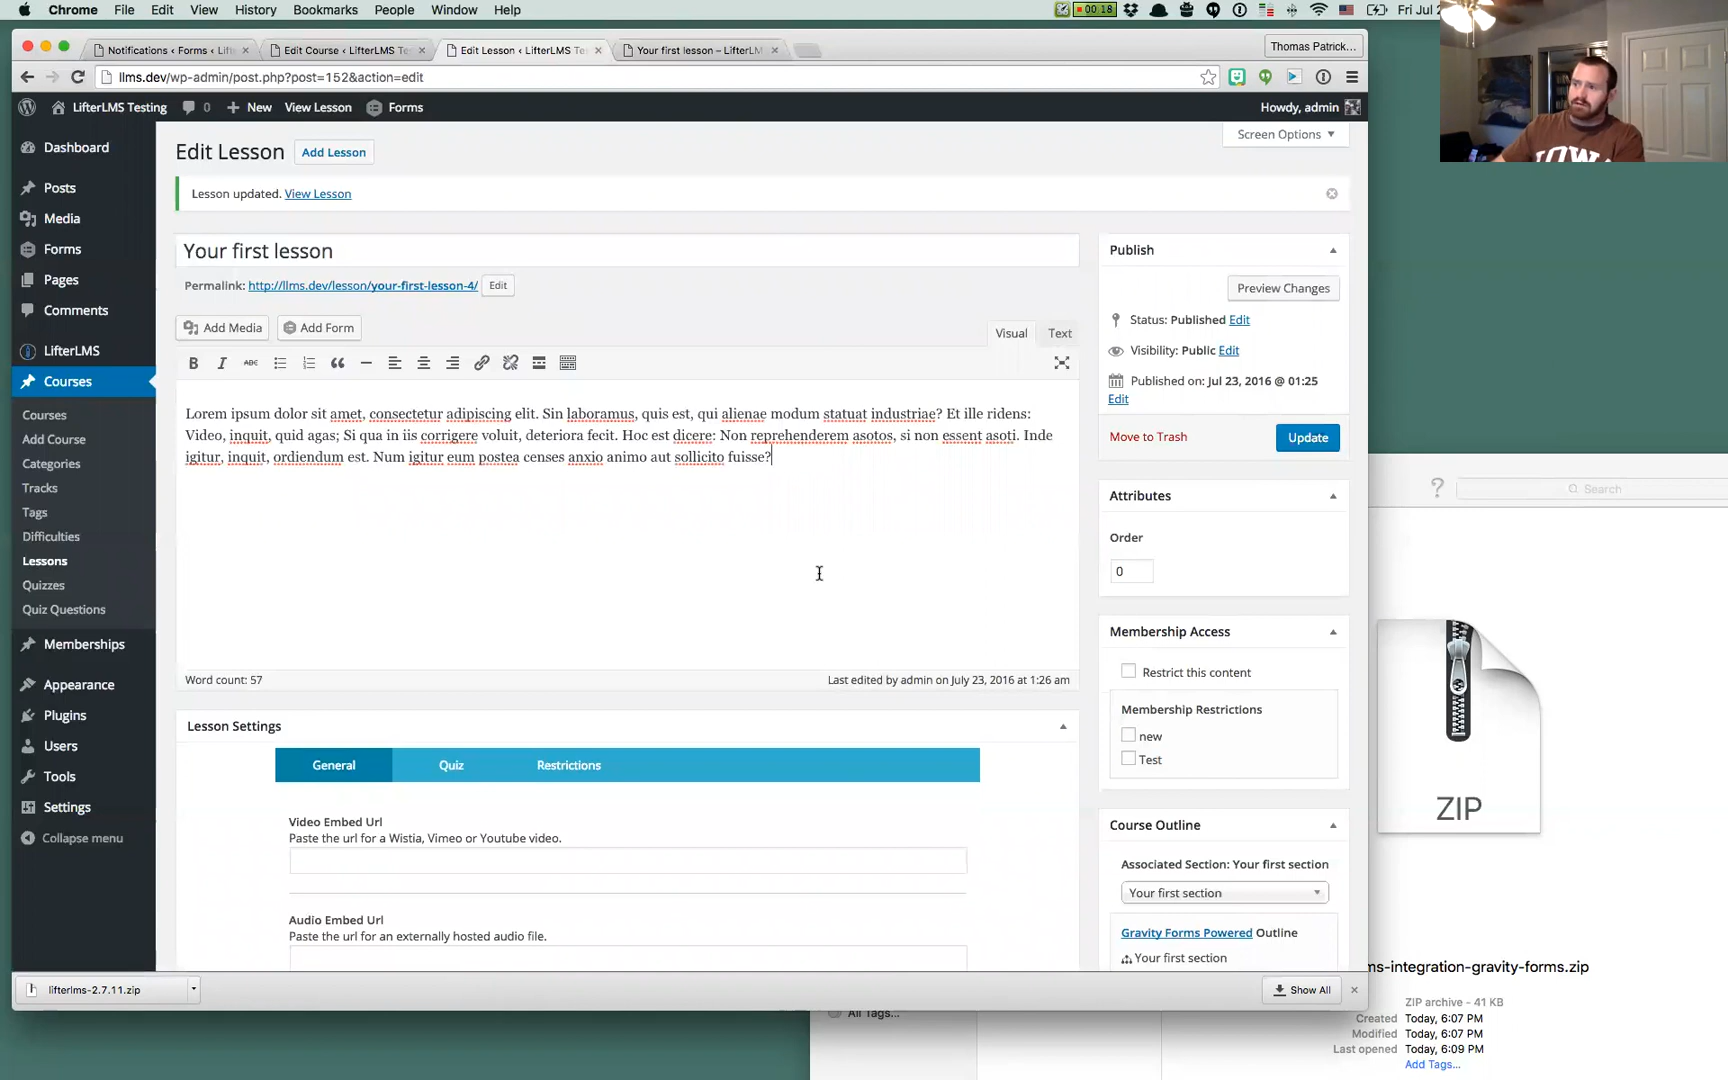 Chrome File Edit View History Bookmarks People Window Help
00:18
Fri Jul
Notifications ‹ Forms ‹ Lift
Edit Course ‹ LifterLMS Te
Edit Lesson ‹ LifterLMS Te
Your first lesson – LifterLM
Thomas Patrick...
llms.dev/wp-admin/post.php?post=152&action=edit
LifterLMS Testing 0 New View Lesson Forms
Howdy, admin
Dashboard
Posts
Media
Forms
Pages
Comments
LifterLMS
Courses
Courses
Add Course
Categories
Tracks
Tags
Difficulties
Lessons
Quizzes
Quiz Questions
Memberships
Appearance
Plugins
Users
Tools
Settings
Collapse menu
Screen Options
Edit Lesson Add Lesson
Lesson updated. View Lesson
Your first lesson
Permalink: http://llms.dev/lesson/your-first-lesson-4/ Edit
Add Media Add Form
Visual Text
B I ABC
Lorem ipsum dolor sit amet, consectetur adipiscing elit. Sin laboramus, quis est, qui alienae modum statuat industriae? Et ille ridens:
Video, inquit, quid agas; Si qua in iis corrigere voluit, deteriora fecit. Hoc est dicere: Non reprehenderem asotos, si non essent asoti. Inde
igitur, inquit, ordiendum est. Num igitur eum postea censes anxio animo aut sollicito fuisse?
Word count: 57
Last edited by admin on July 23, 2016 at 1:26 am
Lesson Settings
General Quiz Restrictions
Video Embed Url
Paste the url for a Wistia, Vimeo or Youtube video.
Audio Embed Url
Paste the url for an externally hosted audio file.
Publish
Preview Changes
Status: Published Edit
Visibility: Public Edit
Published on: Jul 23, 2016 @ 01:25
Edit
Move to Trash
Update
Attributes
Order
0
Membership Access
Restrict this content
Membership Restrictions
new
Test
Course Outline
Associated Section: Your first section
Your first section
Gravity Forms Powered Outline
Your first section
lifterlms-2.7.11.zip
Show All
IOWA
Search
ZIP
ms-integration-gravity-forms.zip
ZIP archive - 41 KB
Created Today, 6:07 PM
Modified Today, 6:07 PM
Last opened Today, 6:09 PM
Add Tags...
All Tags...